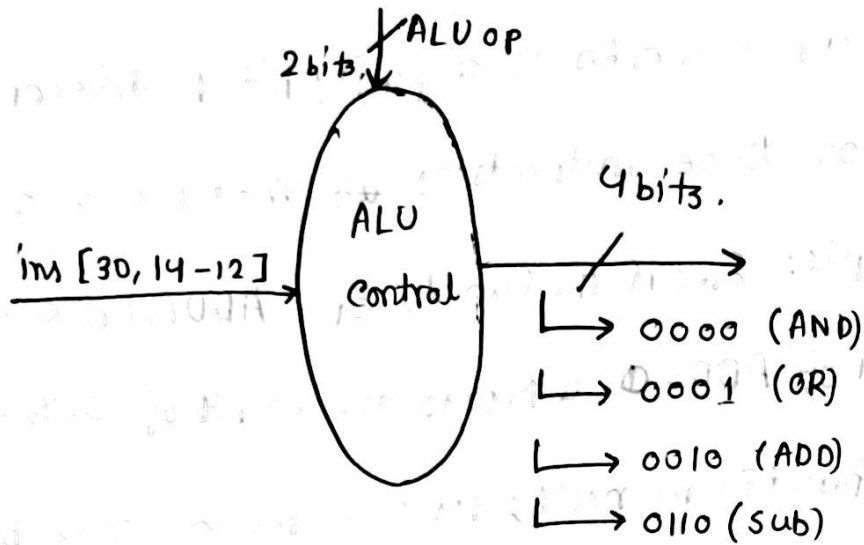 ALU op
2 bits.
4 bits.
ALU
control
ins [30, 14-12]
0000 (AND)
0001 (OR)
0010 (ADD)
0110 (sub)